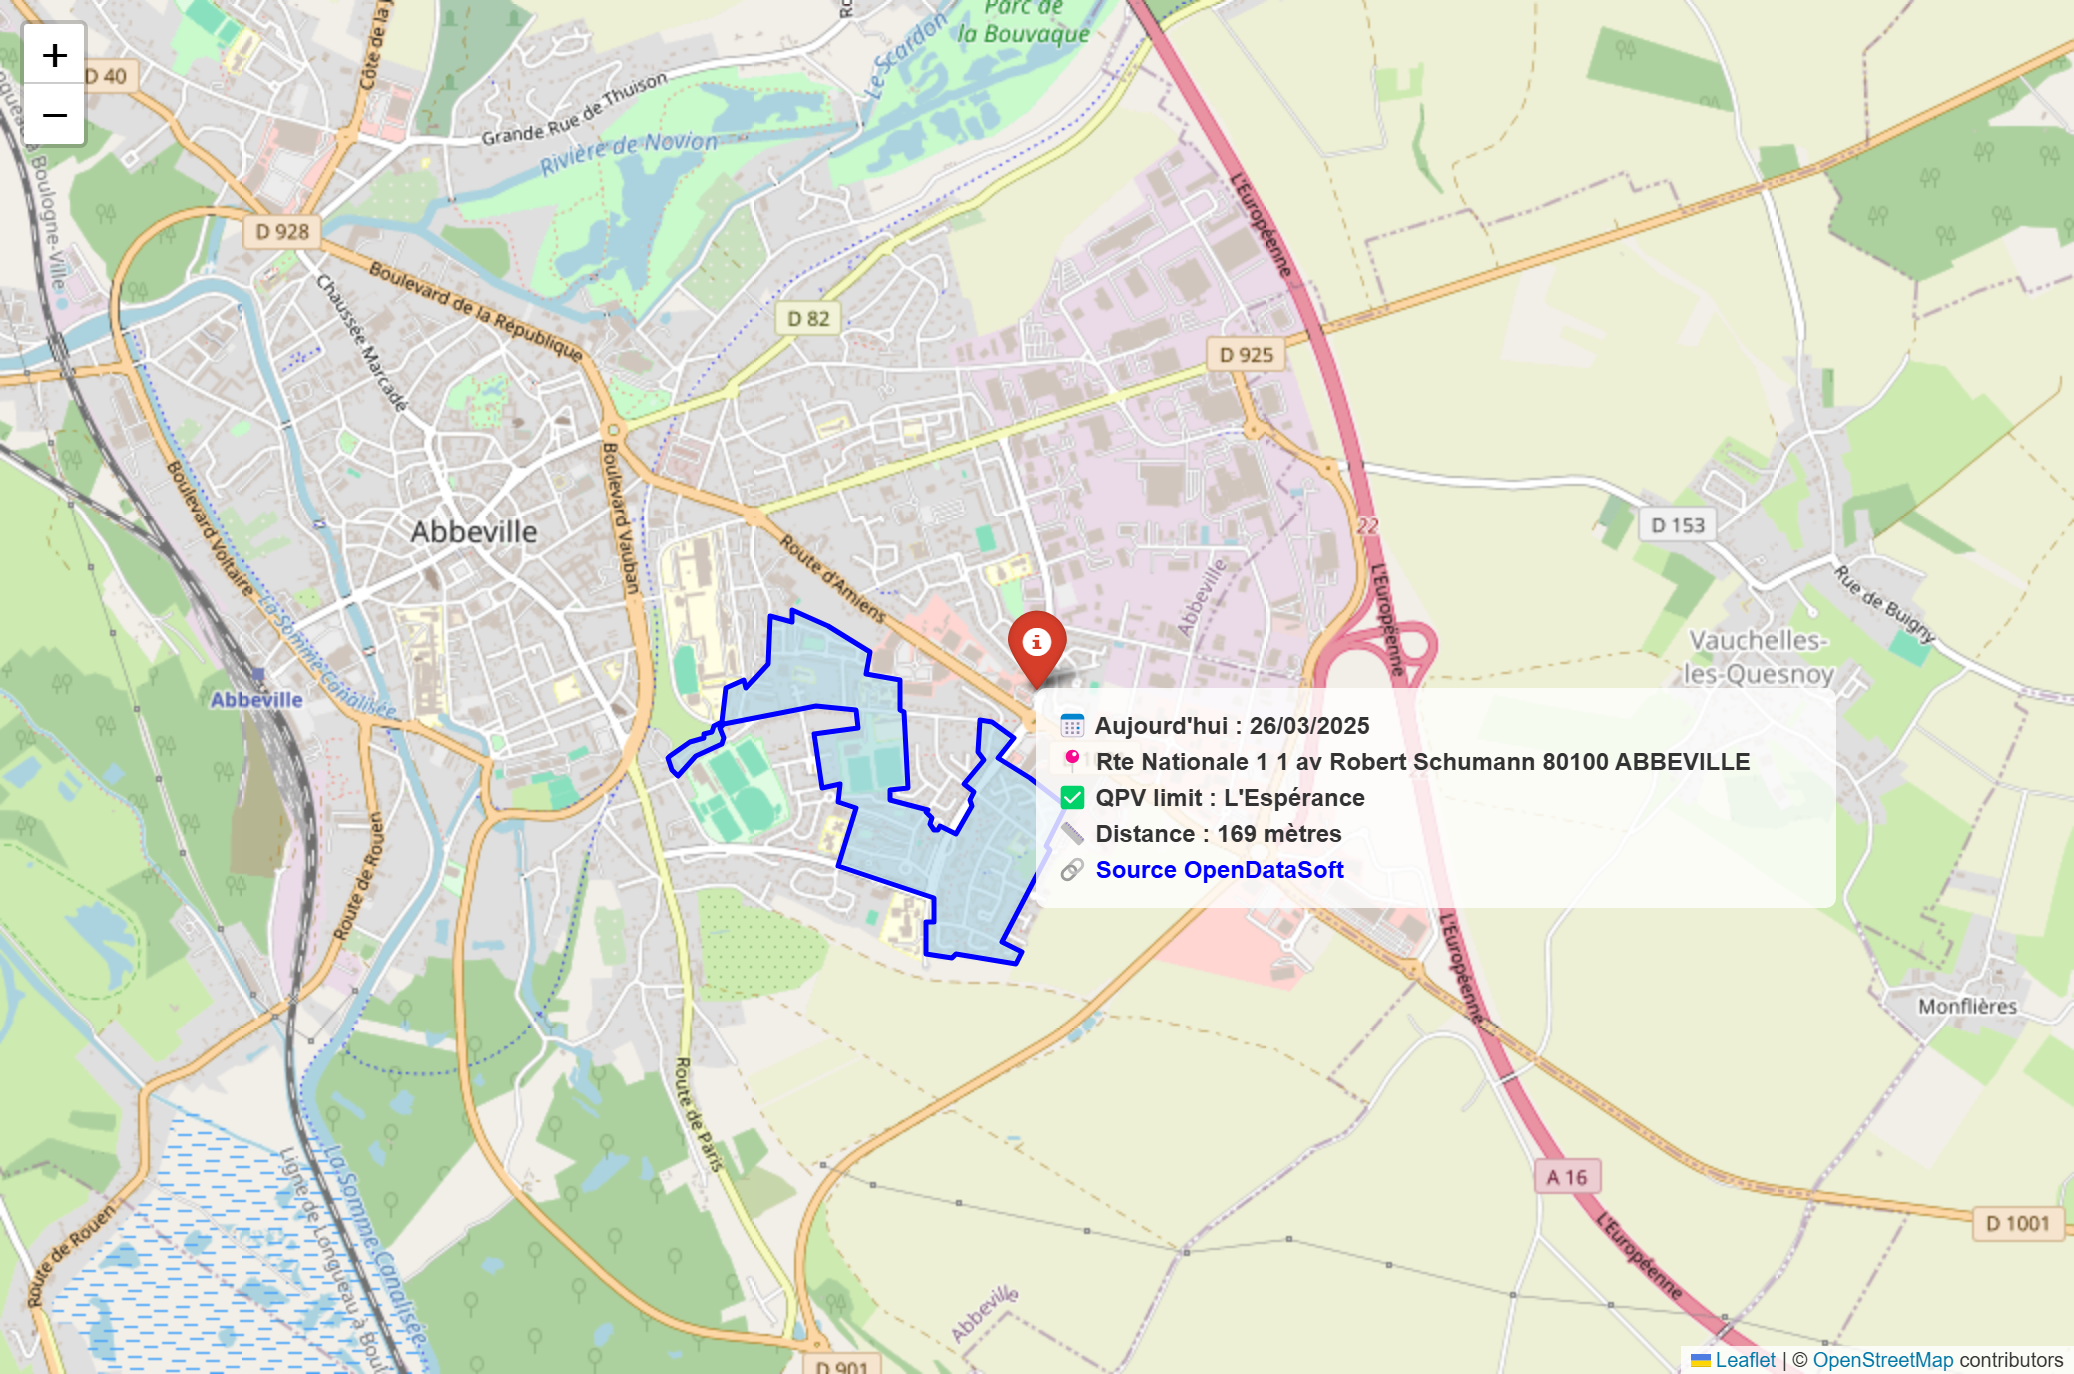 +
−
D 40
Côte de la J
Parc de
la Bouvaque
Le Scardon
Grande Rue de Thuison
Rivière de Novion
Boulogne-Ville
D 928
Boulevard de la République
Chaussée Marcadé
D 82
L'Européenne
D 925
Boulevard Voltaire
Abbeville
Boulevard Vauban
Route d'Amiens
Abbeville
22
L'Européenne
D 153
Rue de Buigny
Vauchelles-
les-Quesnoy
La Somme Canalisée
Abbeville
Aujourd'hui : 26/03/2025
Rte Nationale 1 1 av Robert Schumann 80100 ABBEVILLE
QPV limit : L'Espérance
Distance : 169 mètres
Source OpenDataSoft
Route de Rouen
L'Européenne
Monflières
Route de Paris
La Somme Canalisée
Ligne de Longueau à Boul
Route de Rouen
A 16
L'Européenne
D 1001
Abbeville
D 901
Leaflet | © OpenStreetMap contributors